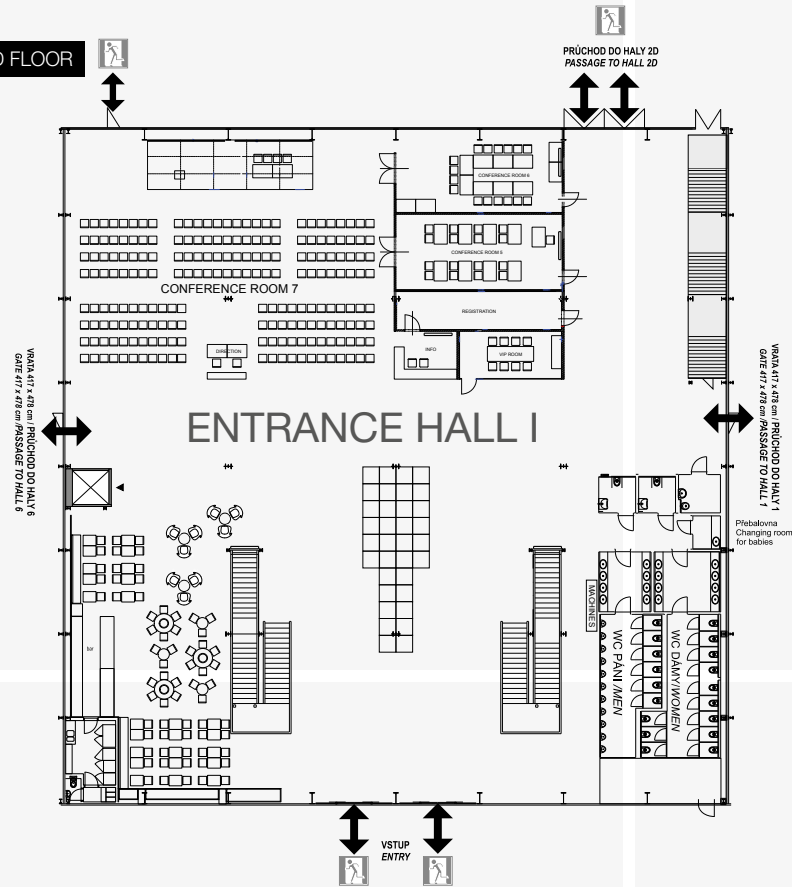 FLOOR
PRŮCHOD DO HALY 2D
PASSAGE TO HALL 2D
CONFERENCE ROOM 6
CONFERENCE ROOM 5
CONFERENCE ROOM 7
REGISTRATION
DIRECTION
INFO
VIP ROOM
VRATA 417 x 478 cm / PRŮCHOD DO HALY 6
GATE 417 x 478 cm /PASSAGE TO HALL 6
VRATA 417 x 478 cm / PRŮCHOD DO HALY 1
GATE 417 x 478 cm /PASSAGE TO HALL 1
ENTRANCE HALL I
Přebalovna
Changing room
for babies
MACHINES
bar
WC PÁNI /MEN
WC DÁMY/WOMEN
VSTUP
ENTRY